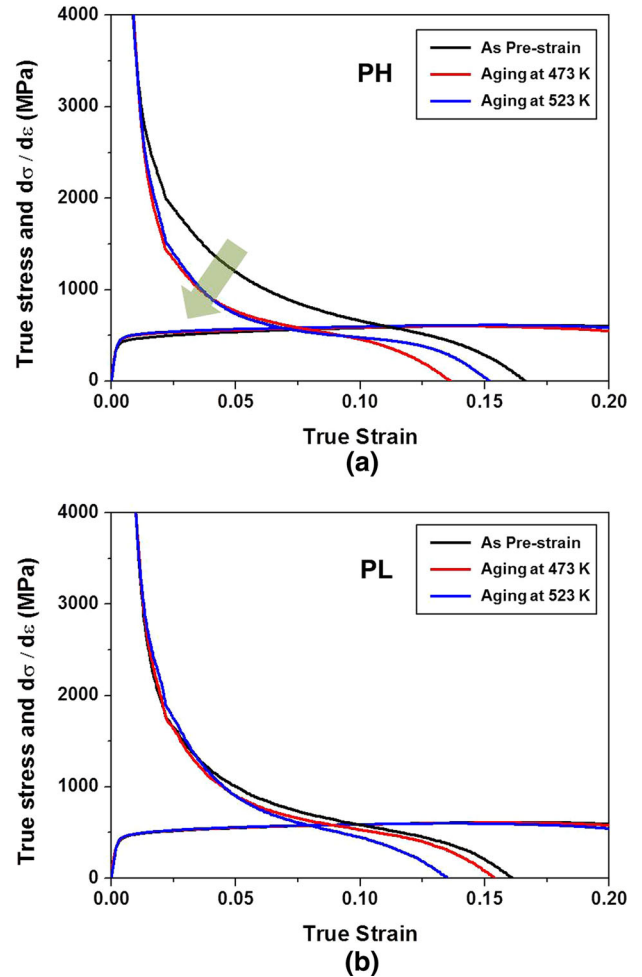 True stress and dσ / dε (MPa)
4000
3000
2000
1000
0
PH
As Pre-strain
Aging at 473 K
Aging at 523 K
0.00 0.05 0.10 0.15 0.20
True Strain
(a)
True stress and dσ / dε (MPa)
4000
3000
2000
1000
0
PL
As Pre-strain
Aging at 473 K
Aging at 523 K
0.00 0.05 0.10 0.15 0.20
True Strain
(b)